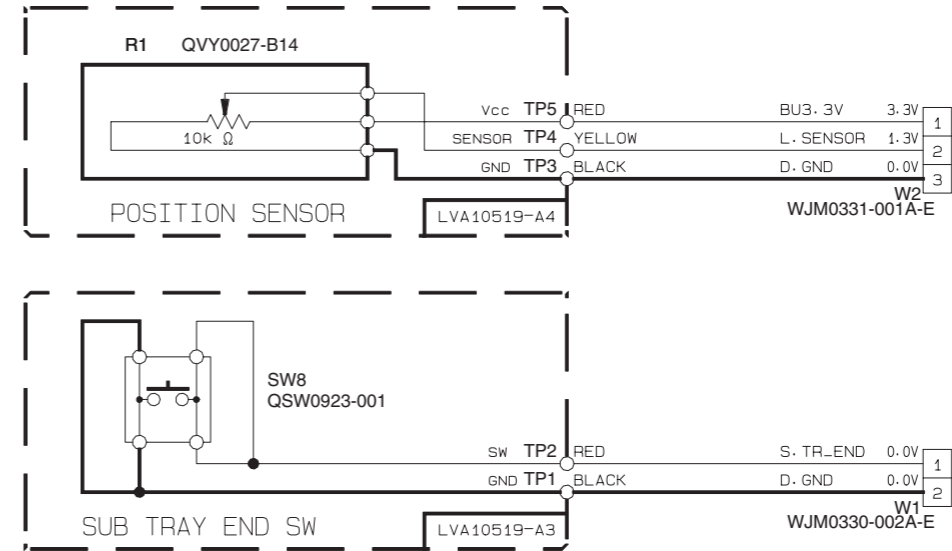 R1 QVY0027-B14
10k Ω
Vcc TP5 RED BU3.3V 3.3V 1
SENSOR TP4 YELLOW L.SENSOR 1.3V 2
GND TP3 BLACK D.GND 0.0V 3
W2
WJM0331-001A-E
POSITION SENSOR
LVA10519-A4
SW8
QSW0923-001
SW TP2 RED S.TR_END 0.0V 1
GND TP1 BLACK D.GND 0.0V 2
W1
WJM0330-002A-E
SUB TRAY END SW
LVA10519-A3